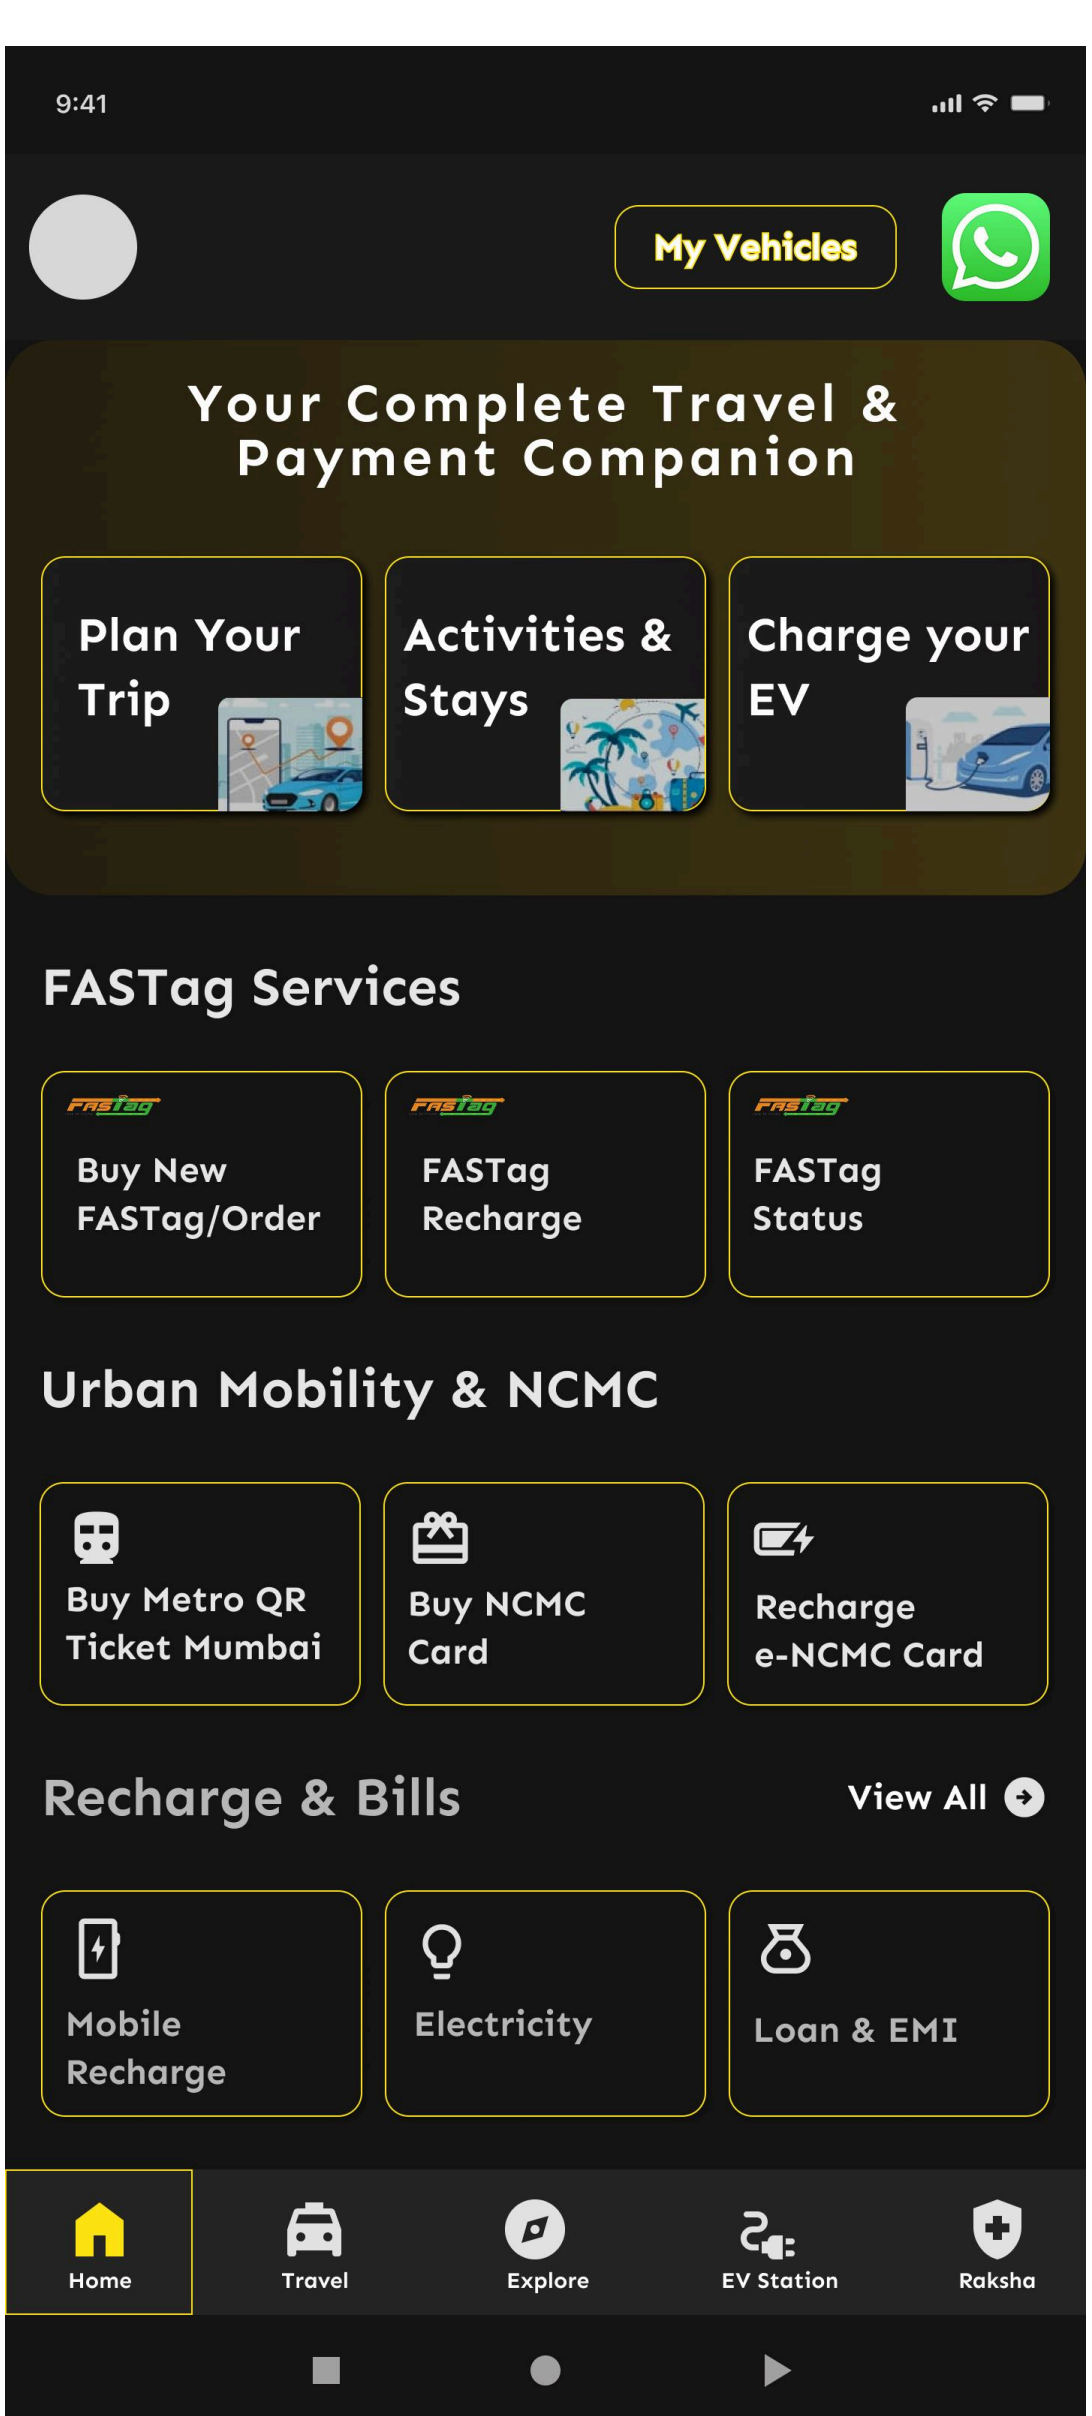 9:41
My Vehicles
Your Complete Travel &
Payment Companion
Plan Your
Trip
Activities &
Stays
Charge your
EV
FASTag Services
FASTag
Buy New
FASTag/Order
FASTag
FASTag
Recharge
FASTag
FASTag
Status
Urban Mobility & NCMC
Buy Metro QR
Ticket Mumbai
Buy NCMC
Card
Recharge
e-NCMC Card
Recharge & Bills
View All
Mobile
Recharge
Electricity
Loan & EMI
Home
Travel
Explore
EV Station
Raksha